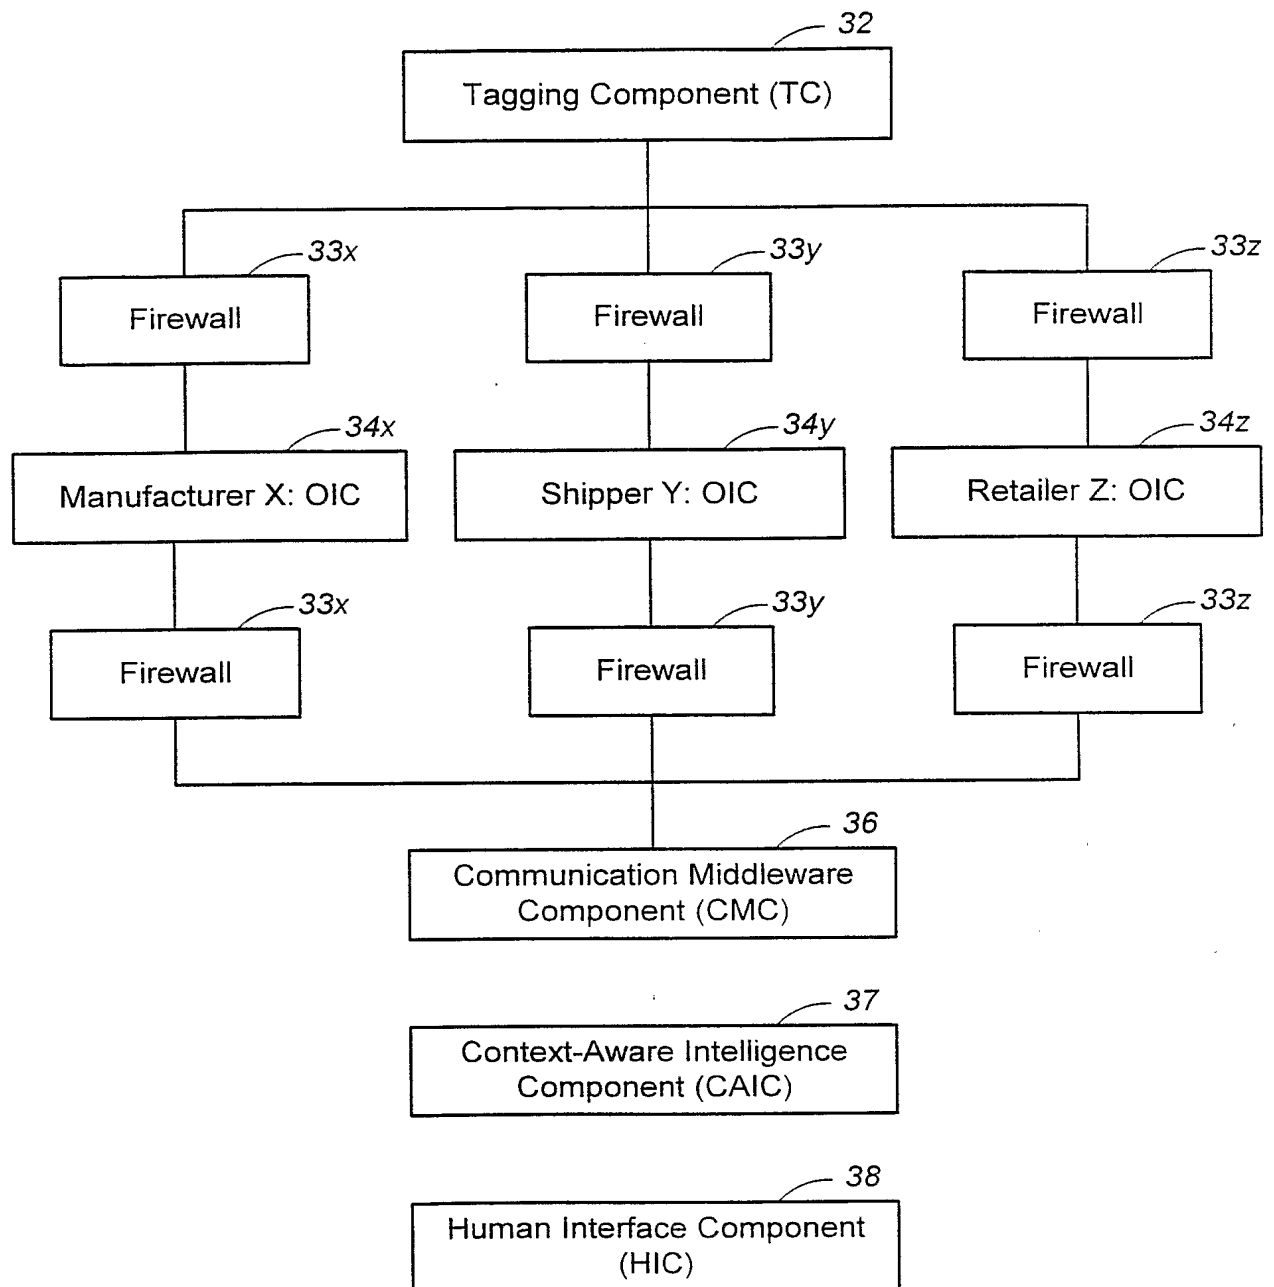 32
Tagging Component (TC)
33x
33y
33z
Firewall
Firewall
Firewall
34x
34y
34z
Manufacturer X: OIC
Shipper Y: OIC
Retailer Z: OIC
33x
33y
33z
Firewall
Firewall
Firewall
36
Communication Middleware
Component (CMC)
37
Context-Aware Intelligence
Component (CAIC)
38
Human Interface Component
(HIC)